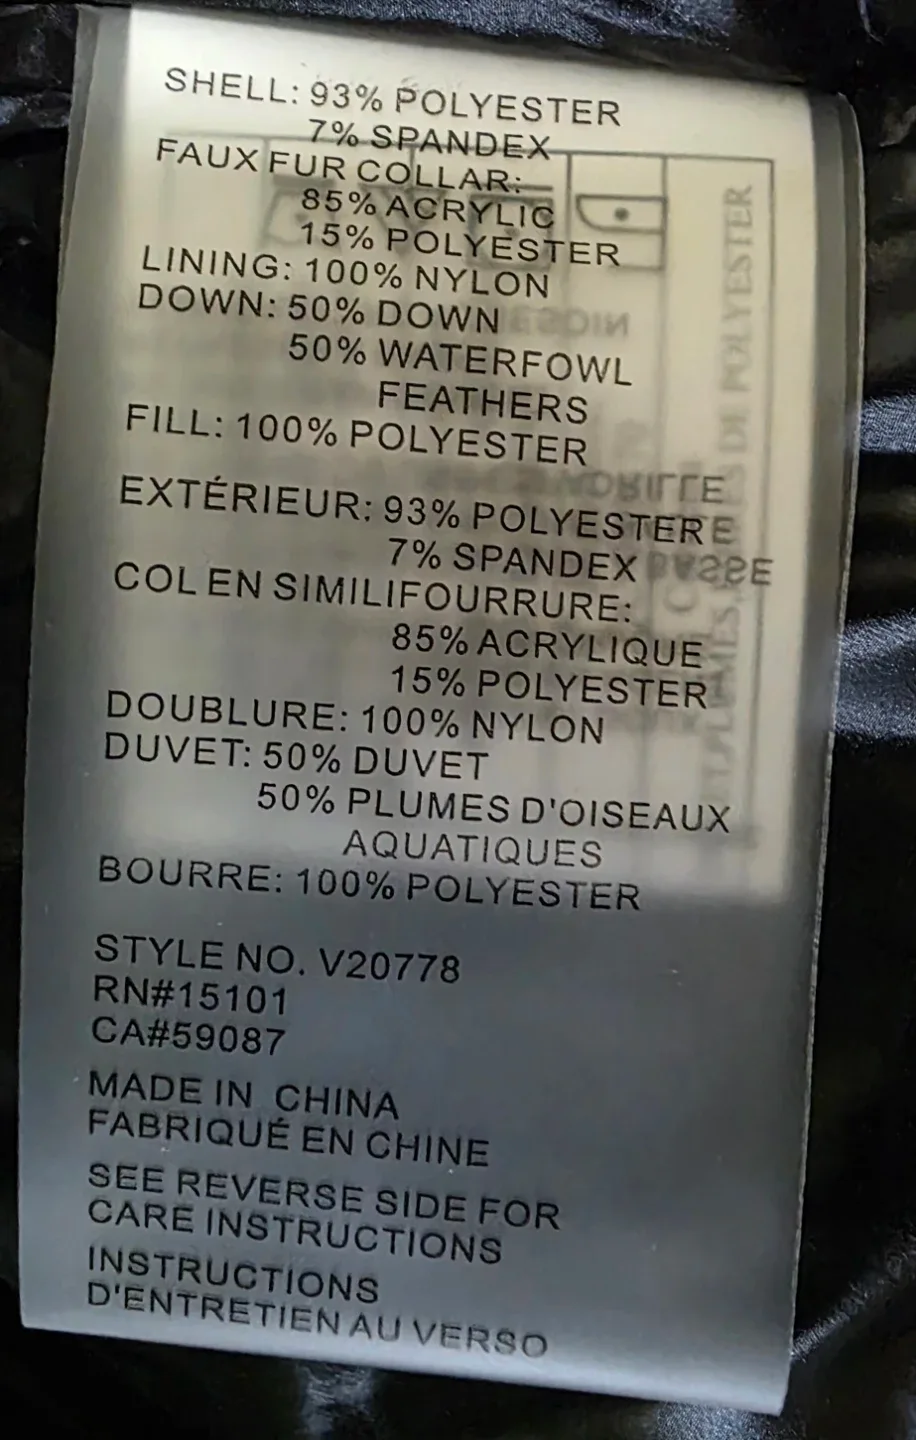 SHELL: 93% POLYESTER
7% SPANDEX
FAUX FUR COLLAR:
85% ACRYLIC
15% POLYESTER
LINING: 100% NYLON
DOWN: 50% DOWN
50% WATERFOWL
FEATHERS
FILL: 100% POLYESTER
EXTÉRIEUR: 93% POLYESTER
7% SPANDEX
COL EN SIMILIFOURRURE:
85% ACRYLIQUE
15% POLYESTER
DOUBLURE: 100% NYLON
DUVET: 50% DUVET
50% PLUMES D'OISEAUX
AQUATIQUES
BOURRE: 100% POLYESTER
STYLE NO. V20778
RN#15101
CA#59087
MADE IN CHINA
FABRIQUÉ EN CHINE
SEE REVERSE SIDE FOR
CARE INSTRUCTIONS
INSTRUCTIONS
D'ENTRETIEN AU VERSO